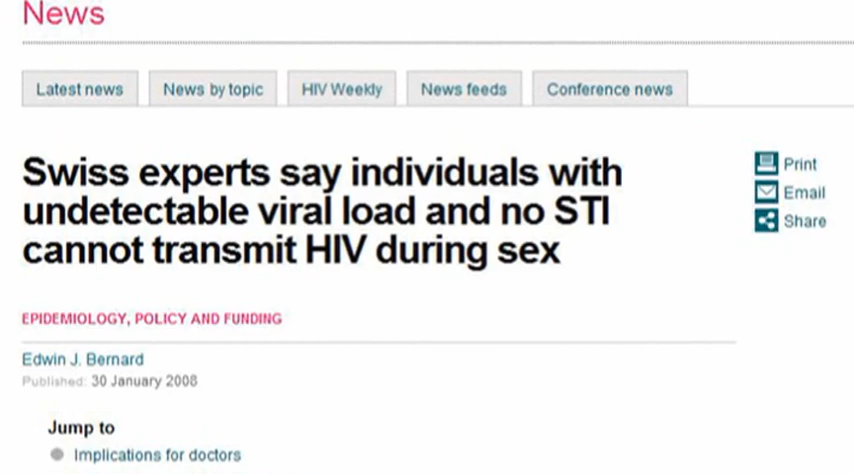 News
Latest news
News by topic
HIV Weekly
News feeds
Conference news
Swiss experts say individuals with
undetectable viral load and no STI
cannot transmit HIV during sex
Print
Email
Share
EPIDEMIOLOGY, POLICY AND FUNDING
Edwin J. Bernard
Published: 30 January 2008
Jump to
Implications for doctors